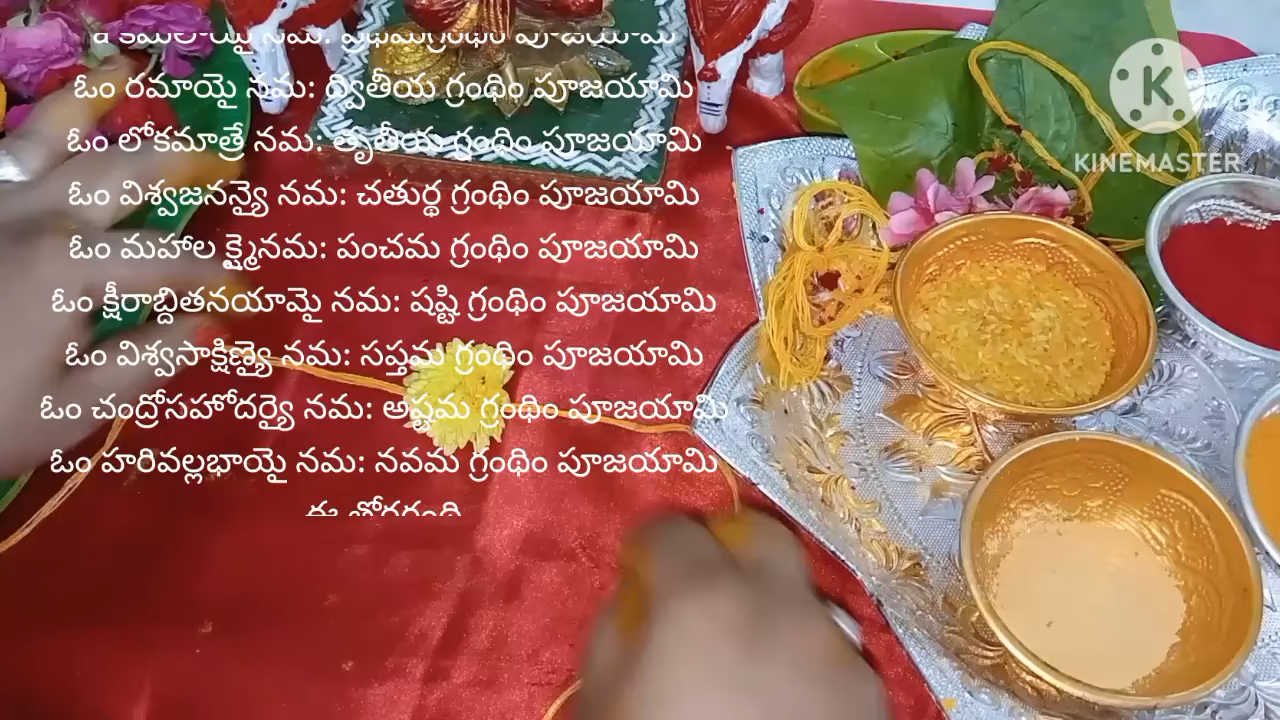 ఓం రమాయై నమ: ద్వితీయ గ్రంథిం పూజయామి
ఓం లోకమాత్రే నమ: తృతీయ గ్రంథిం పూజయామి
ఓం విశ్వజనన్యై నమ: చతుర్థ గ్రంథిం పూజయామి
ఓం మహాల క్ష్మైనమ: పంచమ గ్రంథిం పూజయామి
ఓం క్షీరాబ్దితనయామై నమ: షష్టి గ్రంథిం పూజయామి
ఓం విశ్వసాక్షిణ్యై నమ: సప్తమ గ్రంథిం పూజయామి
ఓం చంద్రోసహోదర్యై నమ: అష్టమ గ్రంథిం పూజయామి
ఓం హరివల్లభాయై నమ: నవమ గ్రంథిం పూజయామి
K
KINEMASTER